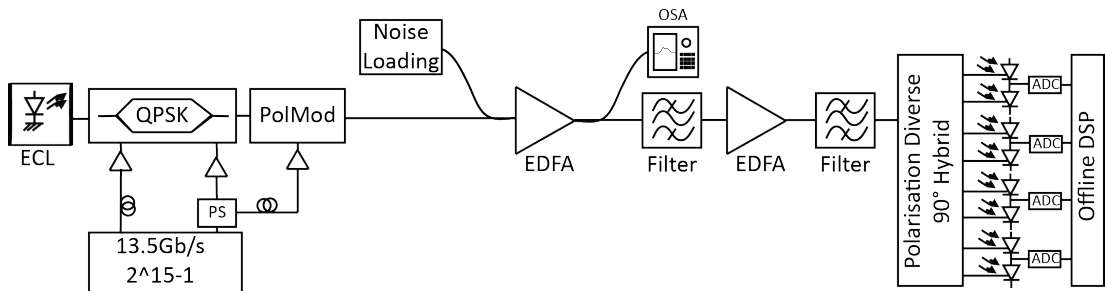 OSA
Noise
Loading
QPSK
PolMod
ECL
EDFA
Filter
EDFA
Filter
PS
13.5Gb/s
2^15-1
Polarisation Diverse
90° Hybrid
ADC
ADC
ADC
ADC
Offline DSP